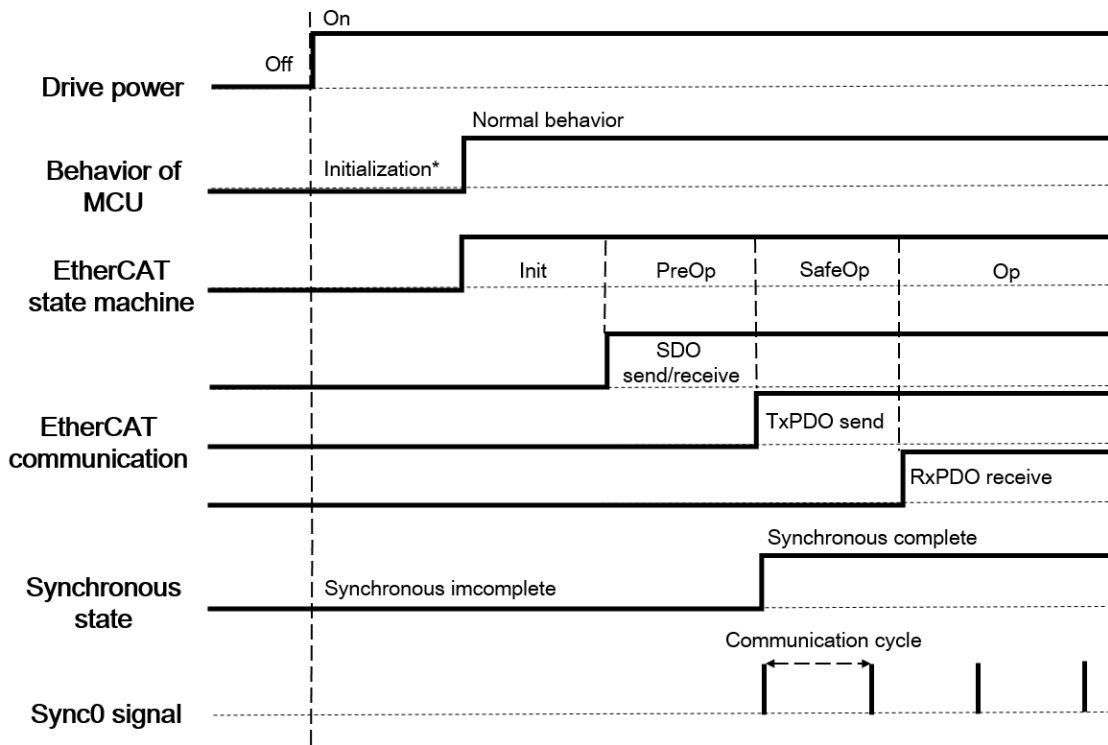 On
Off
Drive power
Normal behavior
Initialization*
Behavior of
MCU
EtherCAT
state machine
Init
PreOp
SafeOp
Op
SDO
send/receive
EtherCAT
communication
TxPDO send
RxPDO receive
Synchronous complete
Synchronous imcomplete
Synchronous
state
Communication cycle
Sync0 signal